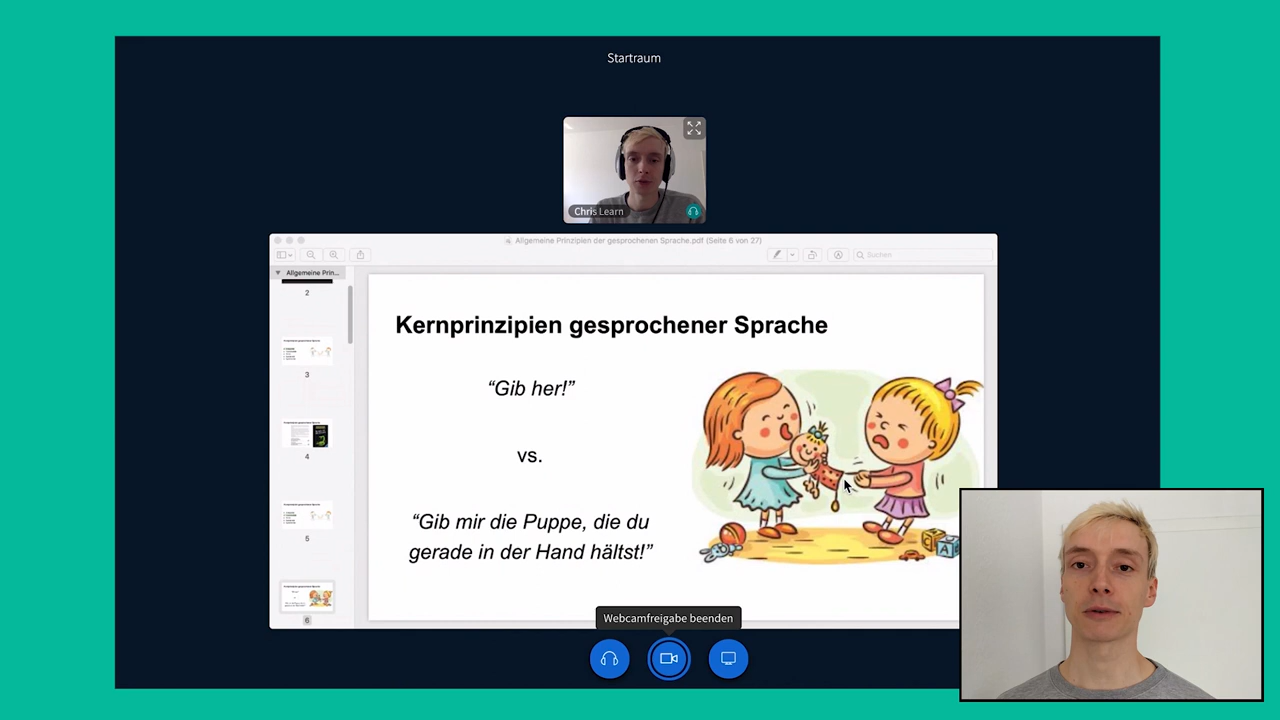 Startraum
Chris Learn
Allgemeine Prinzipien der gesprochenen Sprache.pdf (Seite 6 von 27)
Suchen
Allgemeine Prin...
2
3
4
5
6
Kernprinzipien gesprochener Sprache
“Gib her!”
vs.
“Gib mir die Puppe, die du
gerade in der Hand hältst!”
Webcamfreigabe beenden